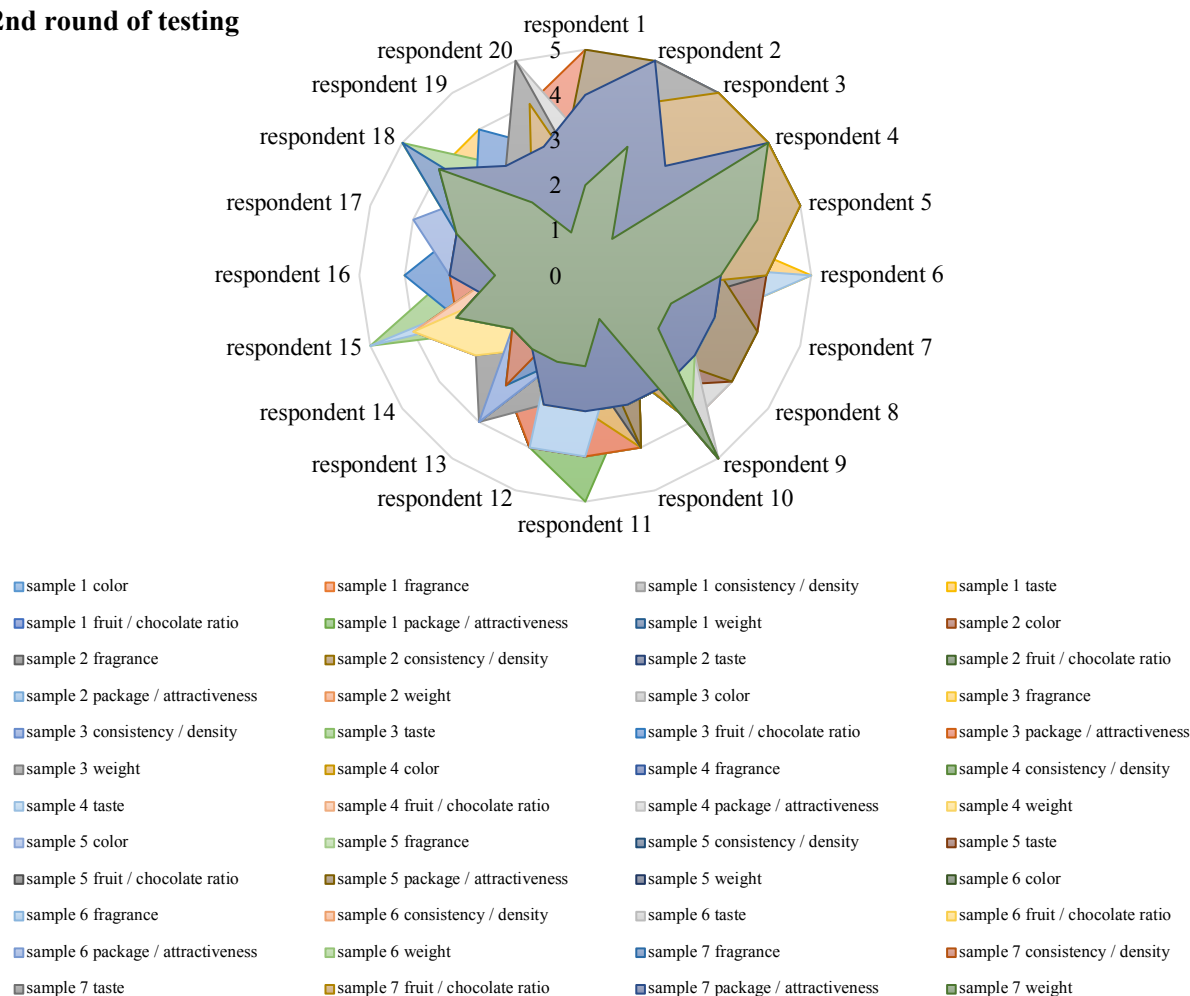 2nd round of testing
respondent 1
respondent 20
5
respondent 2
respondent 19
4
respondent 3
respondent 18
3
respondent 4
respondent 17
2
respondent 5
1
respondent 16
0
respondent 6
respondent 15
respondent 7
respondent 14
respondent 8
respondent 13
respondent 9
respondent 12
respondent 10
respondent 11
sample 1 color
sample 1 fragrance
sample 1 consistency / density
sample 1 taste
sample 1 fruit / chocolate ratio
sample 1 package / attractiveness
sample 1 weight
sample 2 color
sample 2 fragrance
sample 2 consistency / density
sample 2 taste
sample 2 fruit / chocolate ratio
sample 2 package / attractiveness
sample 2 weight
sample 3 color
sample 3 fragrance
sample 3 consistency / density
sample 3 taste
sample 3 fruit / chocolate ratio
sample 3 package / attractiveness
sample 3 weight
sample 4 color
sample 4 fragrance
sample 4 consistency / density
sample 4 taste
sample 4 fruit / chocolate ratio
sample 4 package / attractiveness
sample 4 weight
sample 5 color
sample 5 fragrance
sample 5 consistency / density
sample 5 taste
sample 5 fruit / chocolate ratio
sample 5 package / attractiveness
sample 5 weight
sample 6 color
sample 6 fragrance
sample 6 consistency / density
sample 6 taste
sample 6 fruit / chocolate ratio
sample 6 package / attractiveness
sample 6 weight
sample 7 fragrance
sample 7 consistency / density
sample 7 taste
sample 7 fruit / chocolate ratio
sample 7 package / attractiveness
sample 7 weight